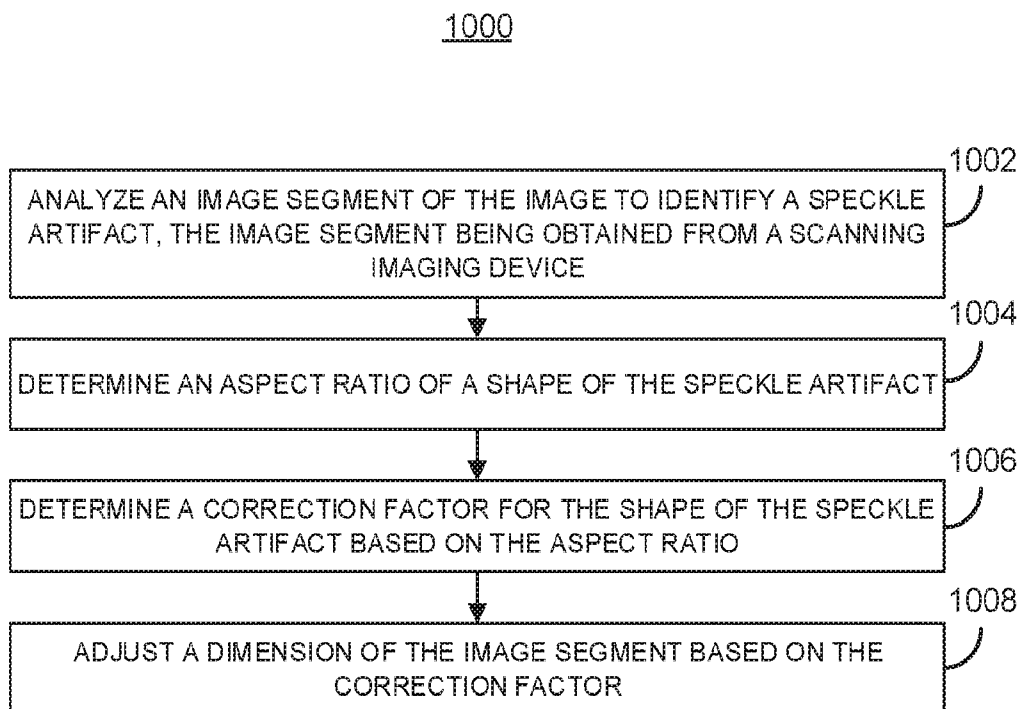 1000
1002
ANALYZE AN IMAGE SEGMENT OF THE IMAGE TO IDENTIFY A SPECKLE
ARTIFACT, THE IMAGE SEGMENT BEING OBTAINED FROM A SCANNING
IMAGING DEVICE
1004
DETERMINE AN ASPECT RATIO OF A SHAPE OF THE SPECKLE ARTIFACT
1006
DETERMINE A CORRECTION FACTOR FOR THE SHAPE OF THE SPECKLE
ARTIFACT BASED ON THE ASPECT RATIO
1008
ADJUST A DIMENSION OF THE IMAGE SEGMENT BASED ON THE
CORRECTION FACTOR